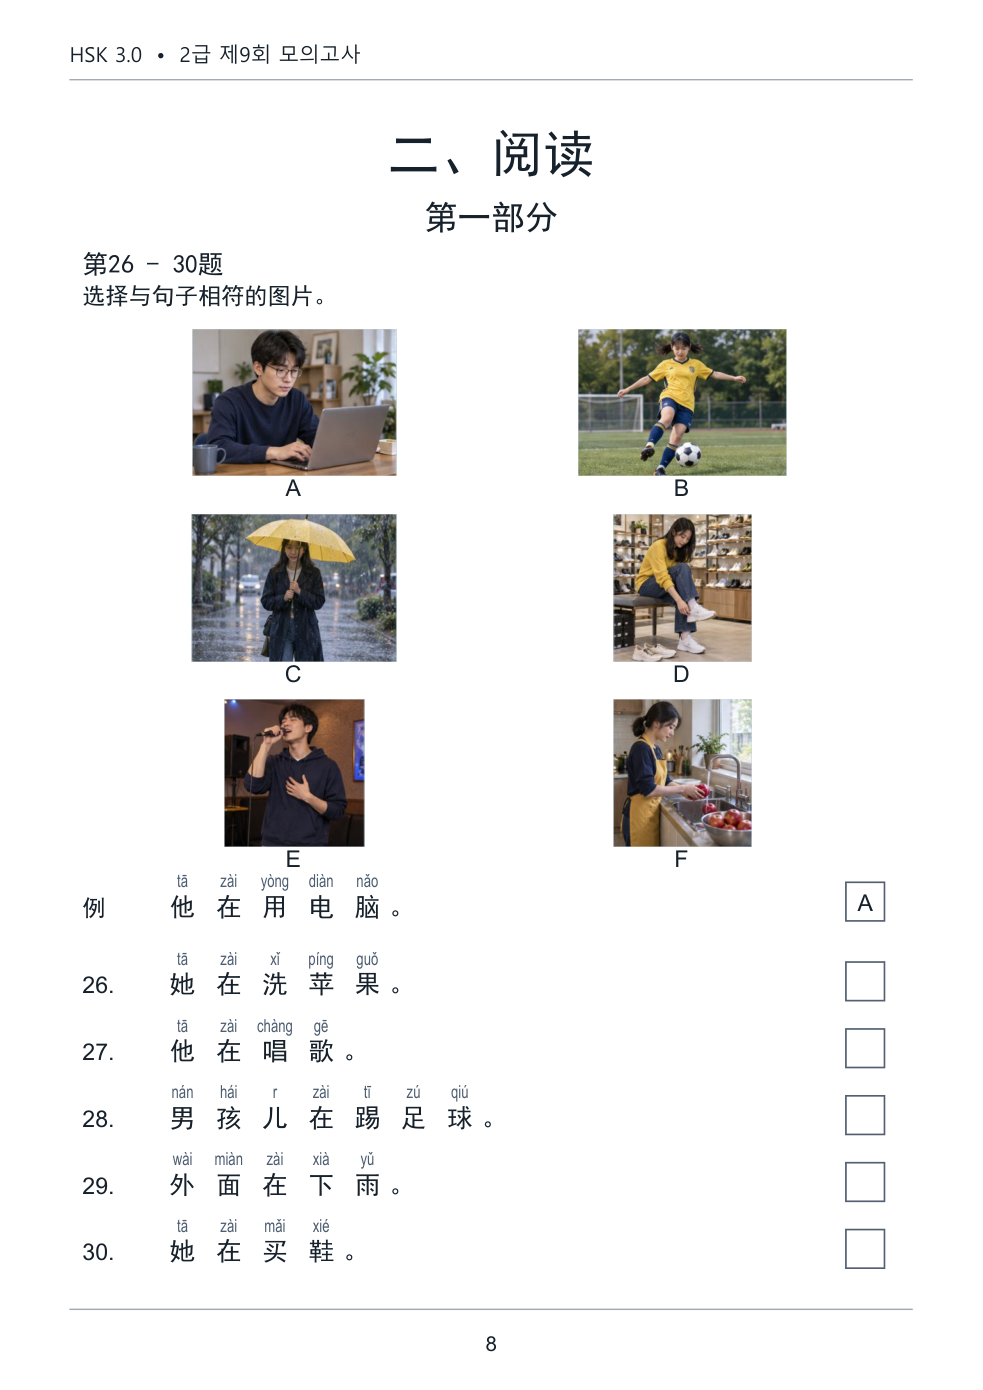 HSK 3.0 • 2급 제9회 모의고사
二、阅读
第一部分
第26 – 30题
选择与句子相符的图片。
A
B
C
D
E
F
tā zài yòng diàn nǎo
例 他 在 用 电 脑 。 A
tā zài xǐ píng guǒ
26. 她 在 洗 苹 果 。
tā zài chàng gē
27. 他 在 唱 歌 。
nán hái r zài tī zú qiú
28. 男 孩 儿 在 踢 足 球 。
wài miàn zài xià yǔ
29. 外 面 在 下 雨 。
tā zài mǎi xié
30. 她 在 买 鞋 。
8